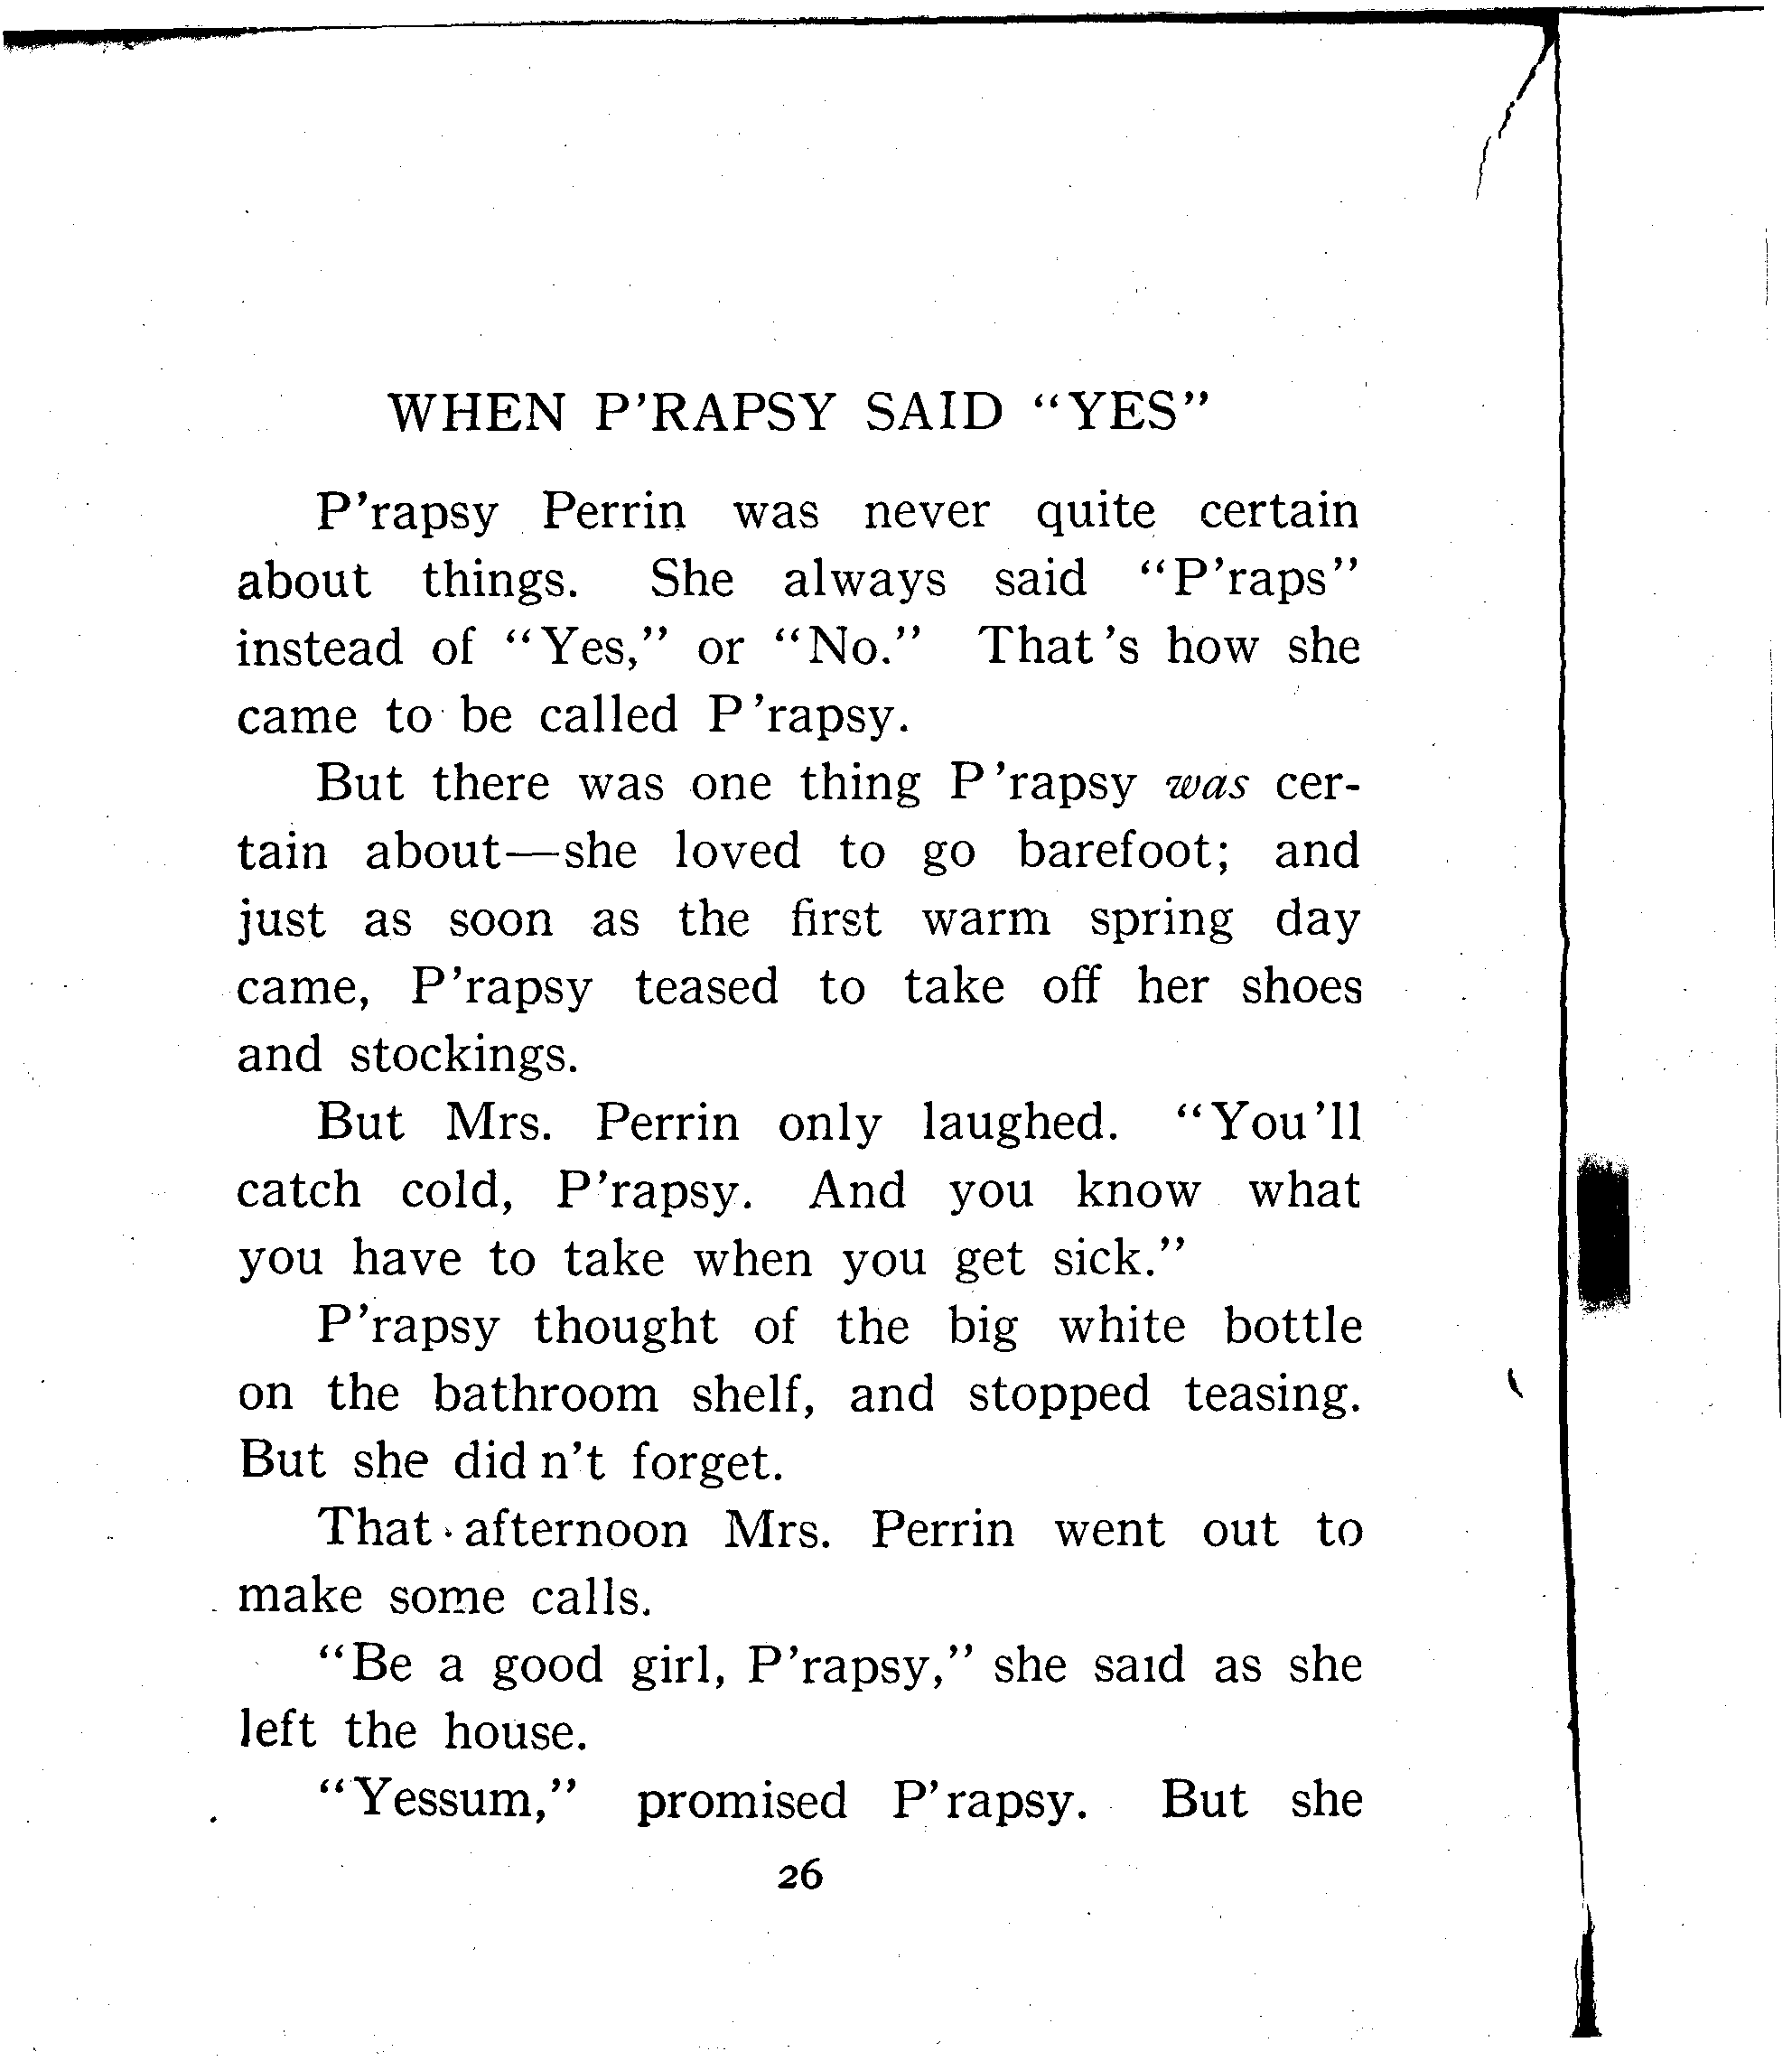 WHEN P'RAPSY SAID "YES"
P'rapsy Perrin was never quite certain
about things. She always said "P'raps"
instead of "Yes," or "No." That's how she
came to be called P'rapsy.
But there was one thing P'rapsy was cer-
tain about—she loved to go barefoot; and
just as soon as the first warm spring day
came, P'rapsy teased to take off her shoes
and stockings.
But Mrs. Perrin only laughed. "You'll
catch cold, P'rapsy. And you know what
you have to take when you get sick."
P'rapsy thought of the big white bottle
on the bathroom shelf, and stopped teasing.
But she did n't forget.
That afternoon Mrs. Perrin went out to
make some calls.
"Be a good girl, P'rapsy," she said as she
left the house.
"Yessum," promised P'rapsy. But she
26